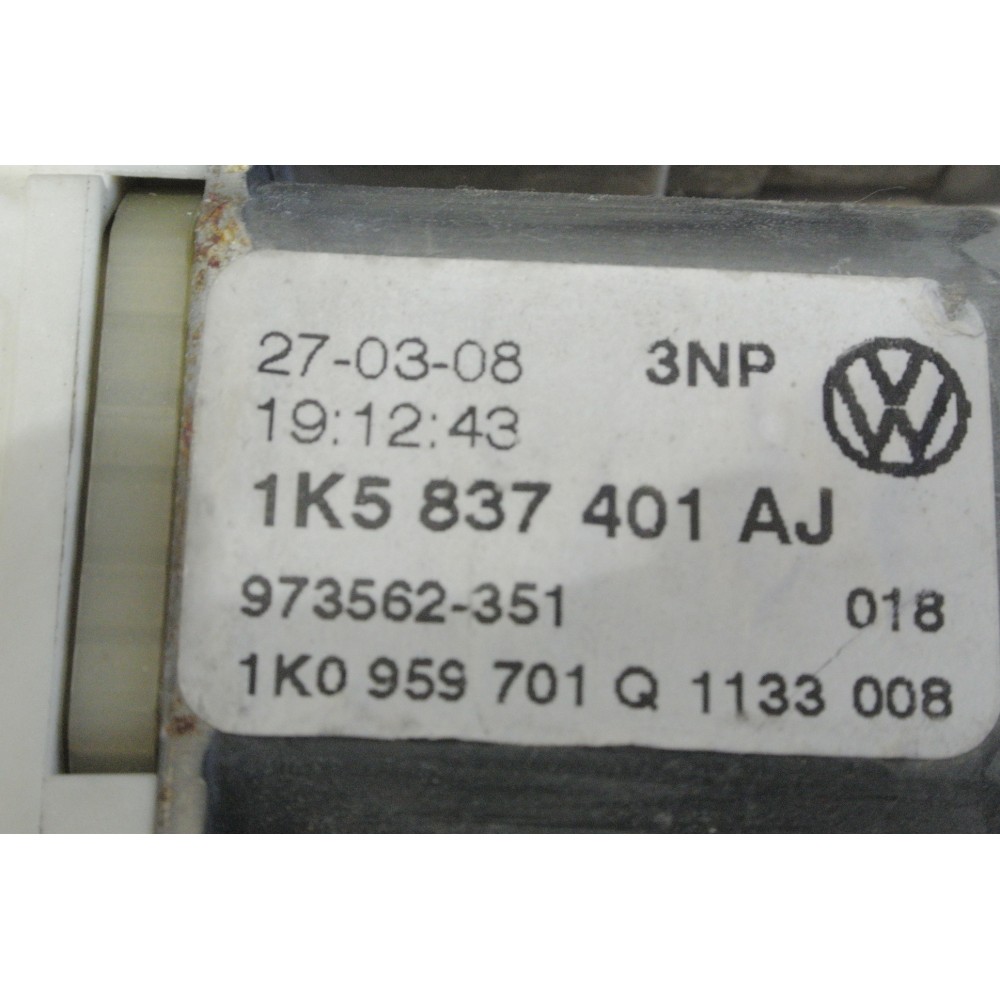 27-03-08 3NP
19:12:43
1K5 837 401 AJ
973562-351 018
1K0 959 701 Q 1133 008